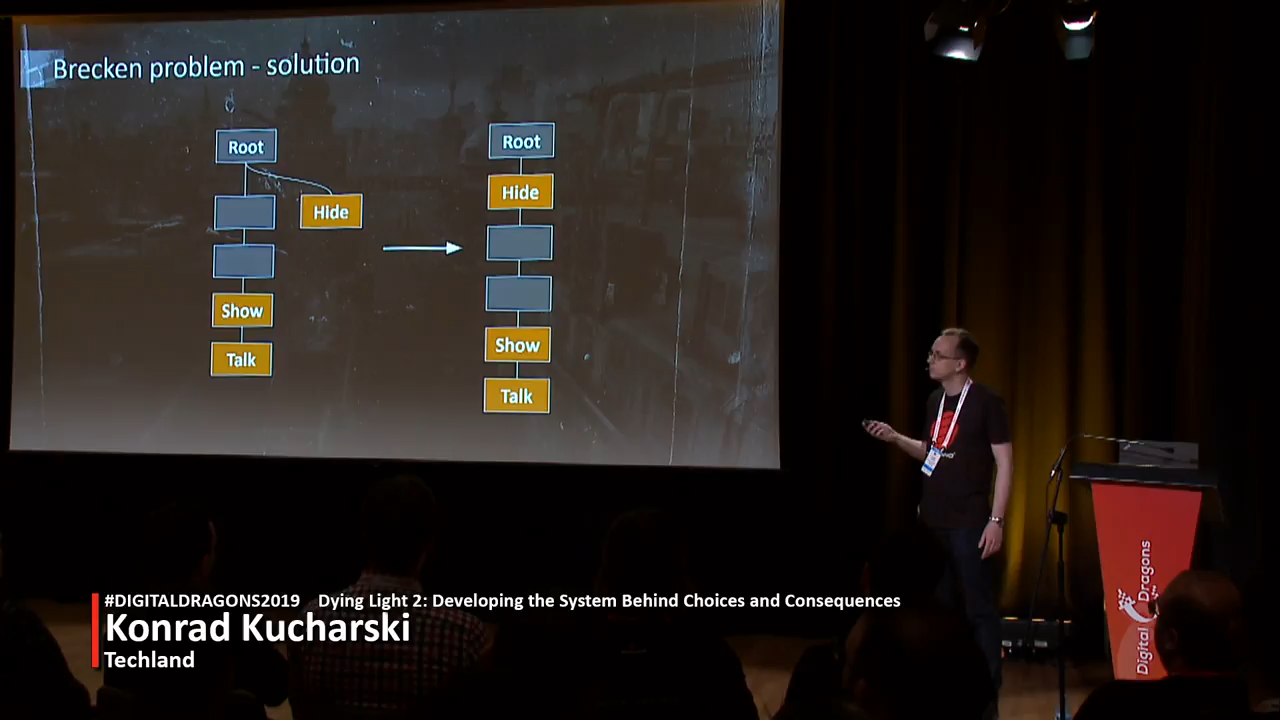 Brecken problem - solution
Root
Hide
Show
Talk
Root
Hide
Show
Talk
#DIGITALDRAGONS2019 Dying Light 2: Developing the System Behind Choices and Consequences
Konrad Kucharski
Techland
Digital Dragons